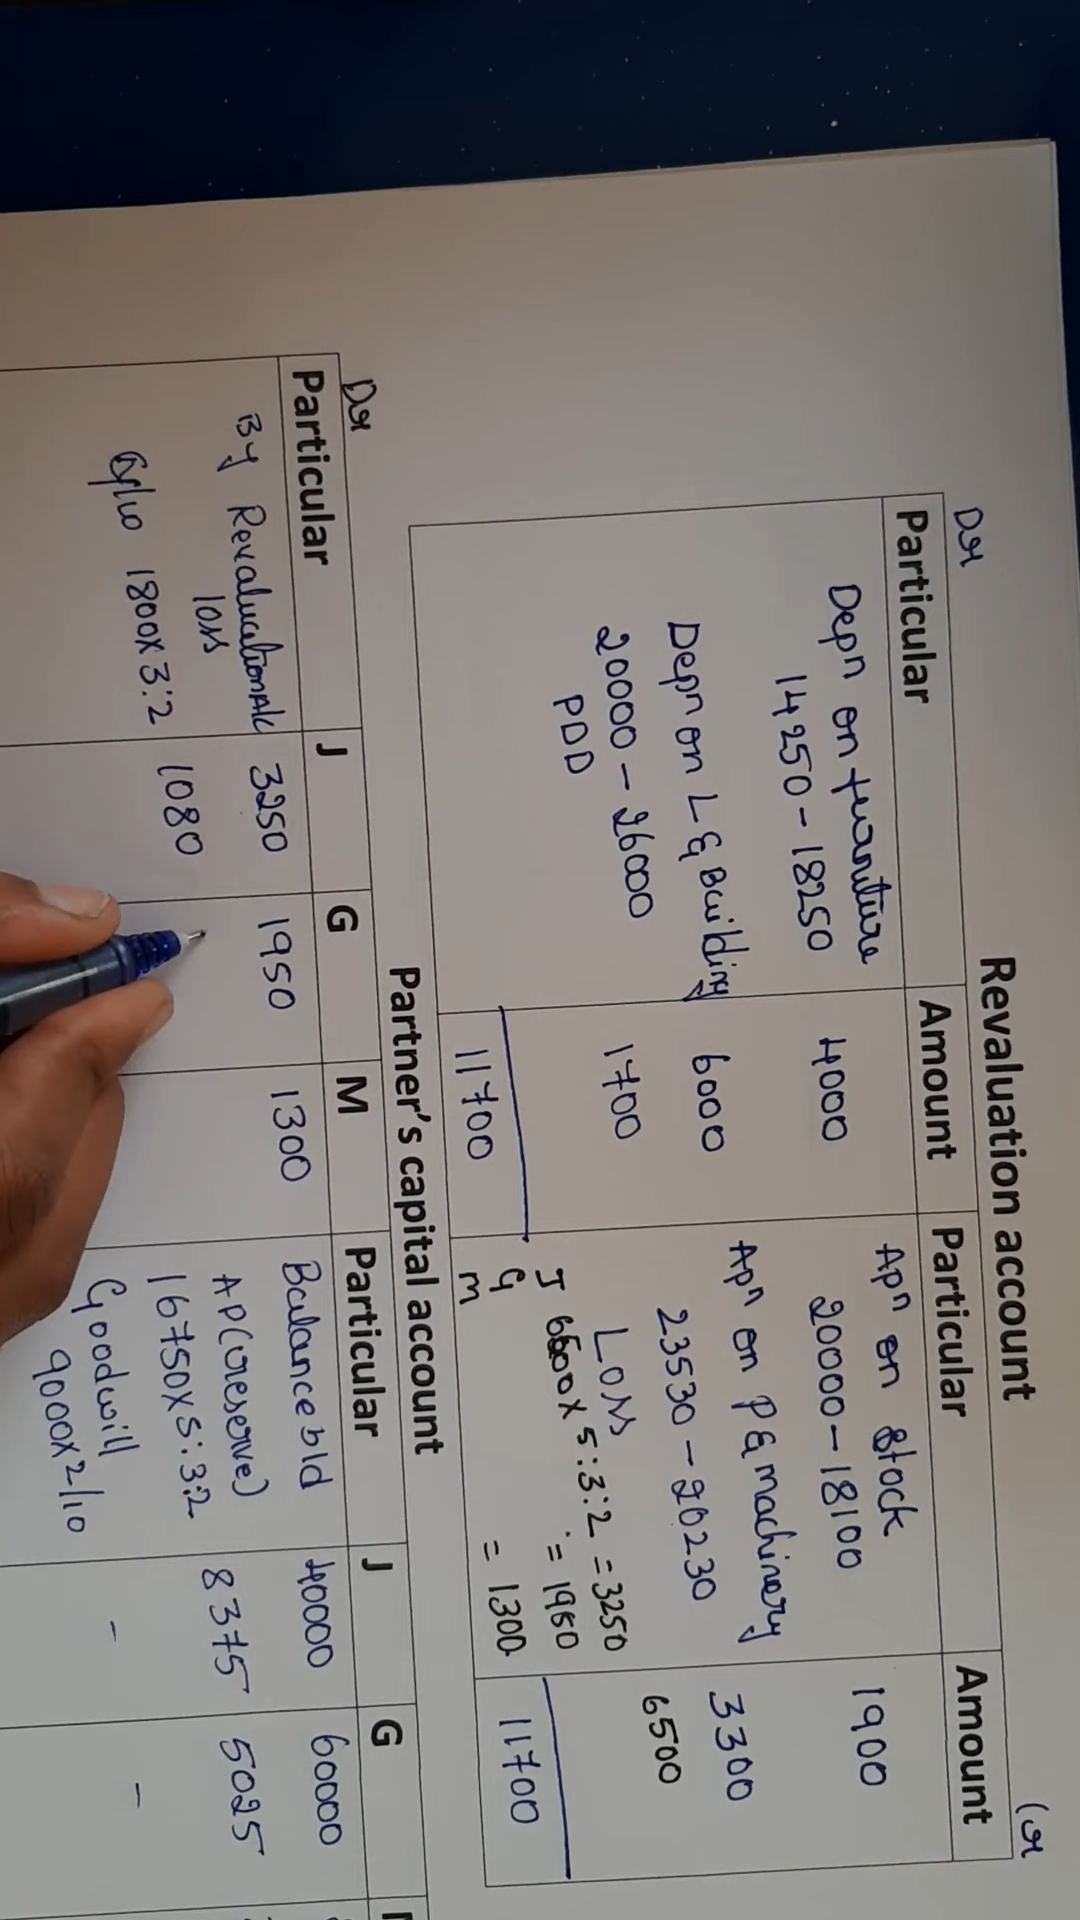 Revaluation account
Dr
Cr
Particular Amount Particular Amount
Depn on furniture 4000 Apn on stock 1900
14250 - 18250 20000 - 18100
Depn on L & Building 6000 Apn on P & machinery 3300
20000 - 26000 23530 - 20230
PDD 1700 Loss 6500
J 6500 x 5:3:2 = 3250
G = 1950
M = 1300
11700 11700
Partner's capital account
Dr
Particular J G M Particular J G
By Revaluation A/c 3250 1950 1300 Balance b/d 40000 60000
loss AP(reserve) 8375 5025
1800 x 3:2 1080 16750 x 5:3:2
Goodwill - -
9000 x 2/10